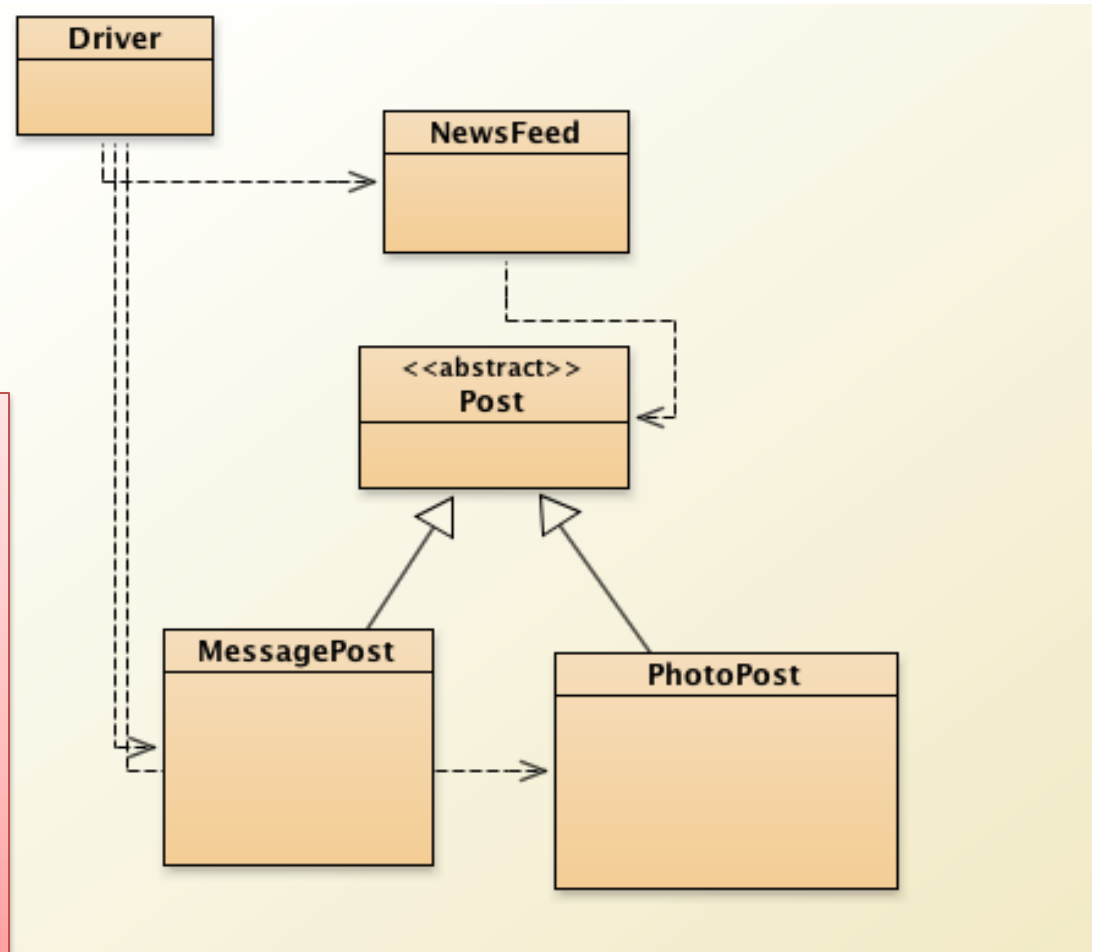 Driver
NewsFeed
<<abstract>>
Post
MessagePost
PhotoPost